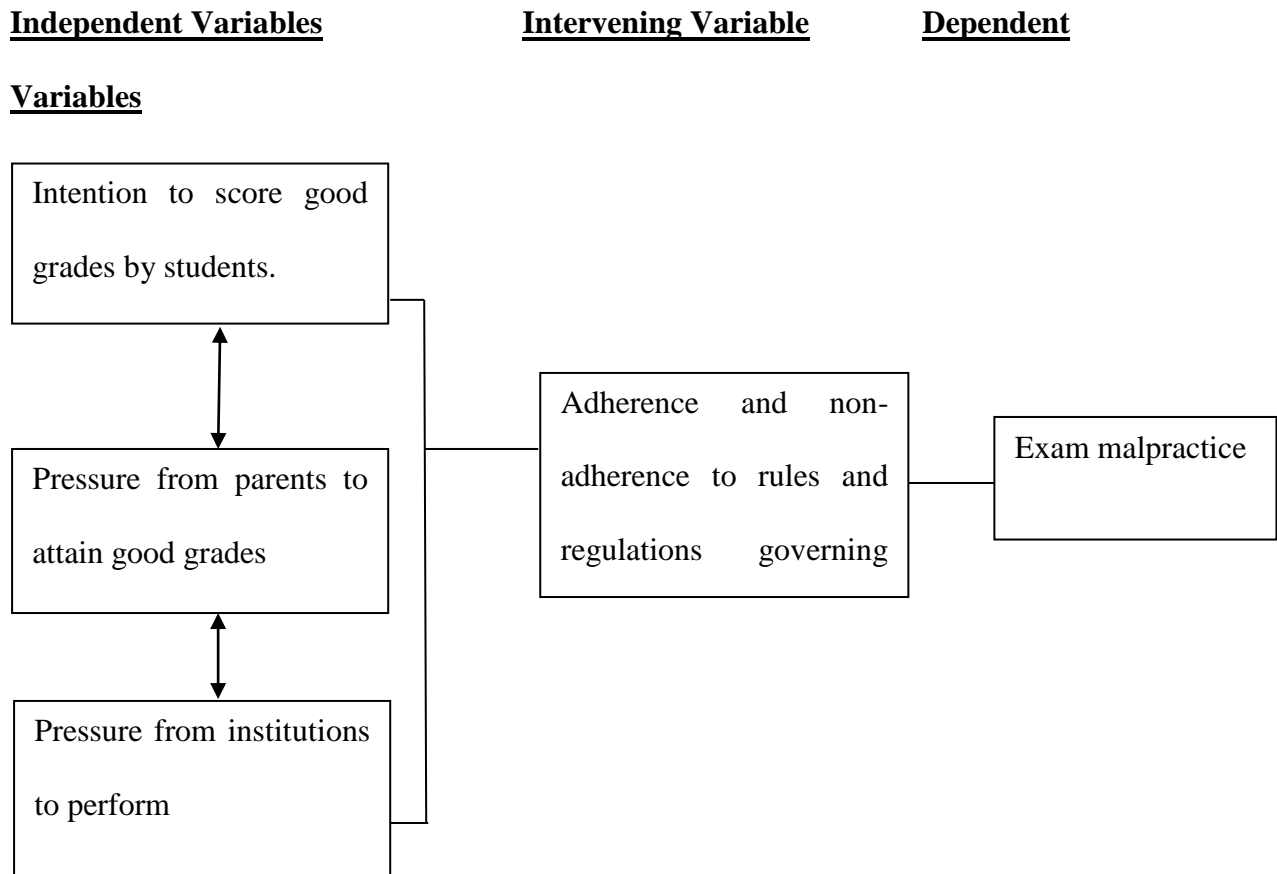 Independent Variables Intervening Variable Dependent
Variables
Intention to score good
grades by students.
Pressure from parents to
attain good grades
Pressure from institutions
to perform
Adherence and non-
adherence to rules and
regulations governing
Exam malpractice